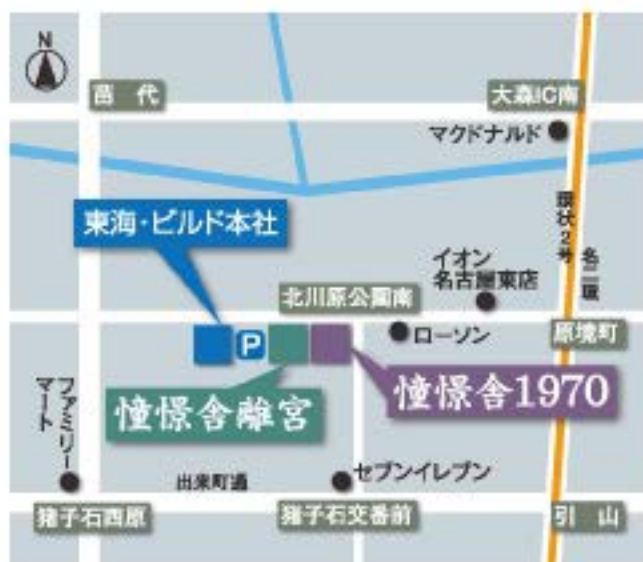 N
苗代
大森IC南
マクドナルド
環状2号
名二環
東海・ビルド本社
イオン
名古屋東店
北川原公園南
P
ローソン
原境町
憧憬舎離宮
憧憬舎1970
ファミリー
マート
出来町通
セブンイレブン
猪子石西原
猪子石交番前
引山